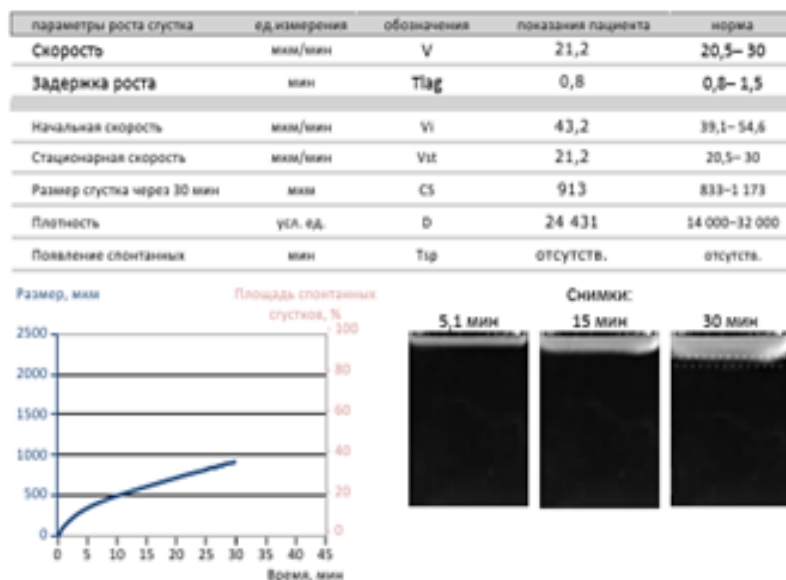 параметры роста сгустка ед.измерения обозначения показания пациента норма
Скорость мкм/мин V 21,2 20,5– 30
Задержка роста мин Tlag 0,8 0,8– 1,5
Начальная скорость мкм/мин Vi 43,2 39,1– 54,6
Стационарная скорость мкм/мин Vst 21,2 20,5– 30
Размер сгустка через 30 мин мкм CS 913 833–1 173
Плотность усл. ед. D 24 431 14 000–32 000
Появление спонтанных мин Tsp отсутств. отсутств.
Размер, мкм
Площадь спонтанных
сгустков, %
2500
2000
1500
1000
500
0
100
80
60
40
20
0
0 5 10 15 20 25 30 35 40 45
Время, мин
Снимки:
5,1 мин 15 мин 30 мин